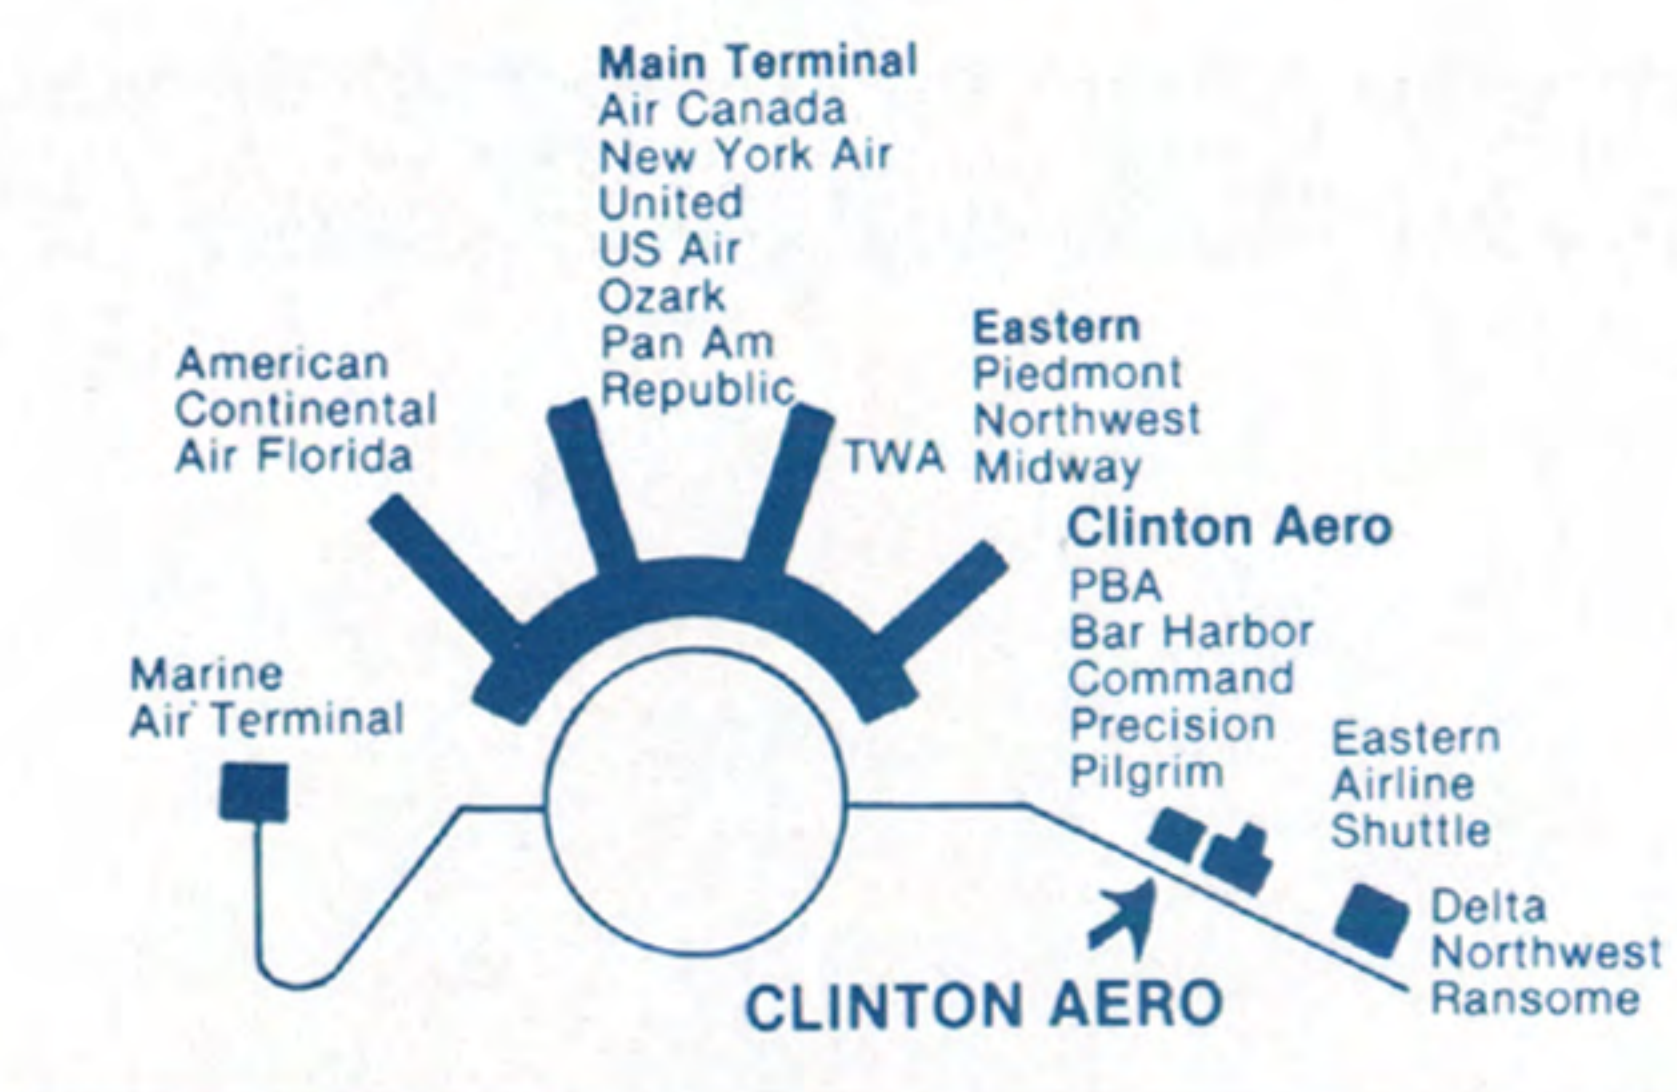 Main Terminal
Air Canada
New York Air
United
US Air
Ozark
Pan Am
Republic
American
Continental
Air Florida
TWA
Eastern
Piedmont
Northwest
Midway
Clinton Aero
PBA
Bar Harbor
Command
Precision
Pilgrim
Marine
Air Terminal
Eastern
Airline
Shuttle
Delta
Northwest
Ransome
CLINTON AERO